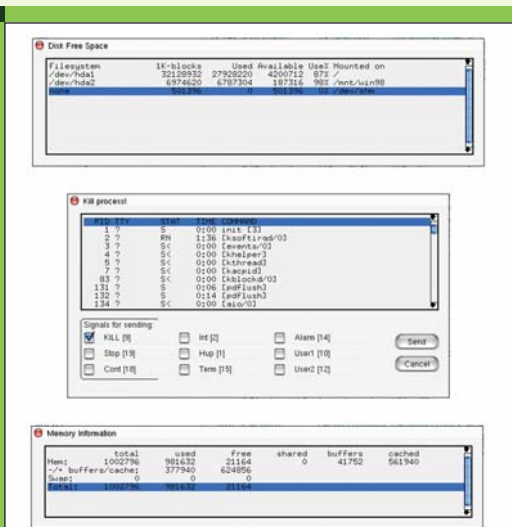 Disk Free Space
Filesystem 1K-blocks Used Available Use% Mounted on
/dev/hda1 32128932 27928220 4200712 87% /
/dev/hda2 6974620 6787304 187316 98% /mnt/win98
none 501396 0 501396 0% /dev/shm
Kill process!
PID TTY STAT TIME COMMAND
1 ? S 0:00 init [3]
2 ? RN 1:36 [ksoftirqd/0]
3 ? S< 0:00 [events/0]
4 ? S< 0:00 [khelper]
5 ? S< 0:00 [kthread]
7 ? S< 0:00 [kacpid]
83 ? S< 0:00 [kblockd/0]
131 ? S 0:06 [pdflush]
132 ? S 0:14 [pdflush]
134 ? S< 0:00 [aio/0]
Signals for sending:
KILL [9] Int [2] Alarm [14]
Stop [19] Hup [1] User1 [10]
Cont [18] Term [15] User2 [12]
Send
Cancel
Memory Information
total used free shared buffers cached
Mem: 1002796 981632 21164 0 41752 561940
-/+ buffers/cache: 377940 624856
Swap: 0 0 0
Total: 1002796 981632 21164